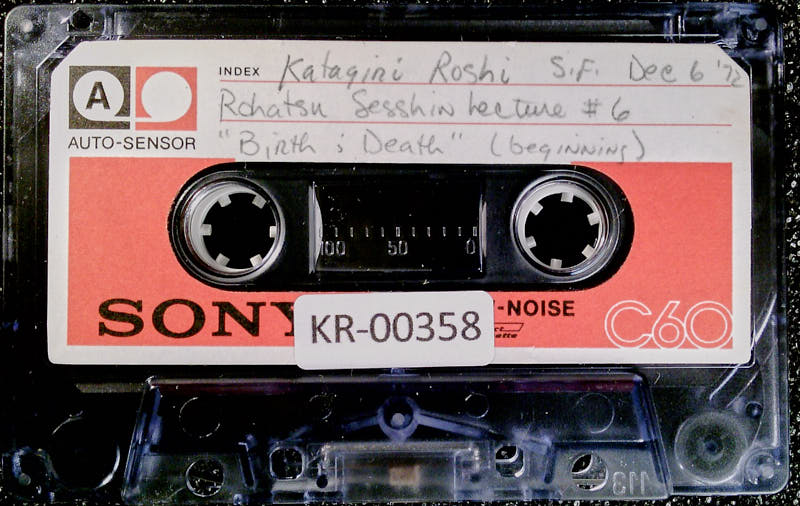 A
INDEX Katagiri Roshi S.F. Dec 6 '72
Rohatsu Sesshin Lecture # 6
AUTO-SENSOR
"Birth & Death" (beginning)
100 50 0
SONY
-NOISE
KR-00358
C60
113